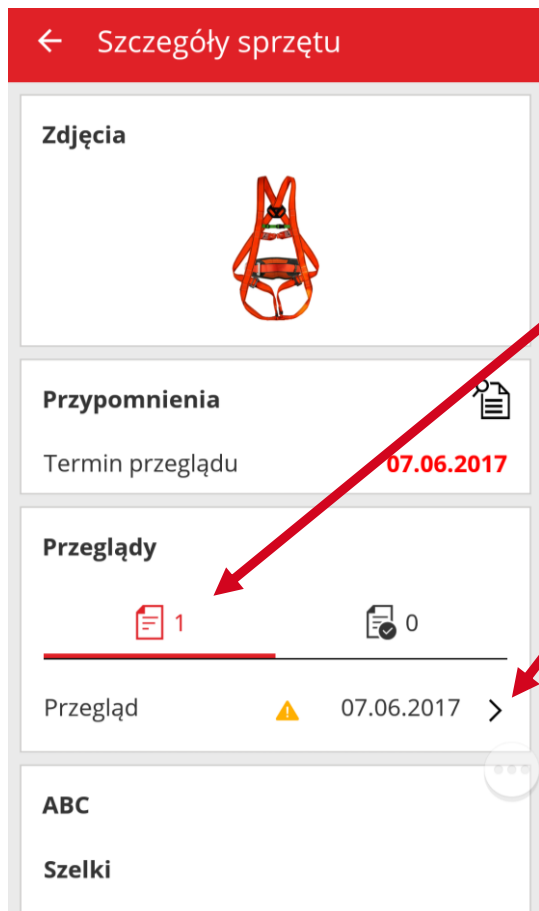 Szczegóły sprzętu
Zdjęcia
Przypomnienia
Termin przeglądu 07.06.2017
Przeglądy
1 0
Przegląd 07.06.2017
ABC
Szelki